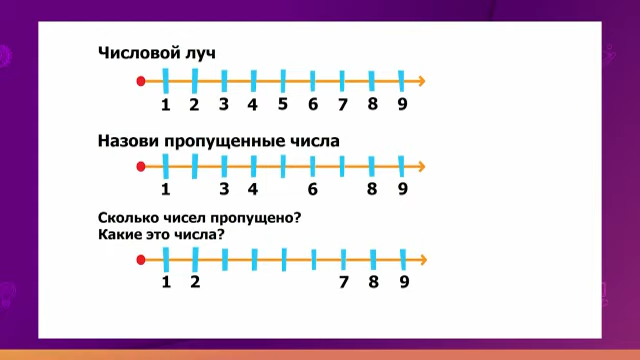 Числовой луч
1 2 3 4 5 6 7 8 9
Назови пропущенные числа
1 3 4 6 8 9
Сколько чисел пропущено?
Какие это числа?
1 2 7 8 9